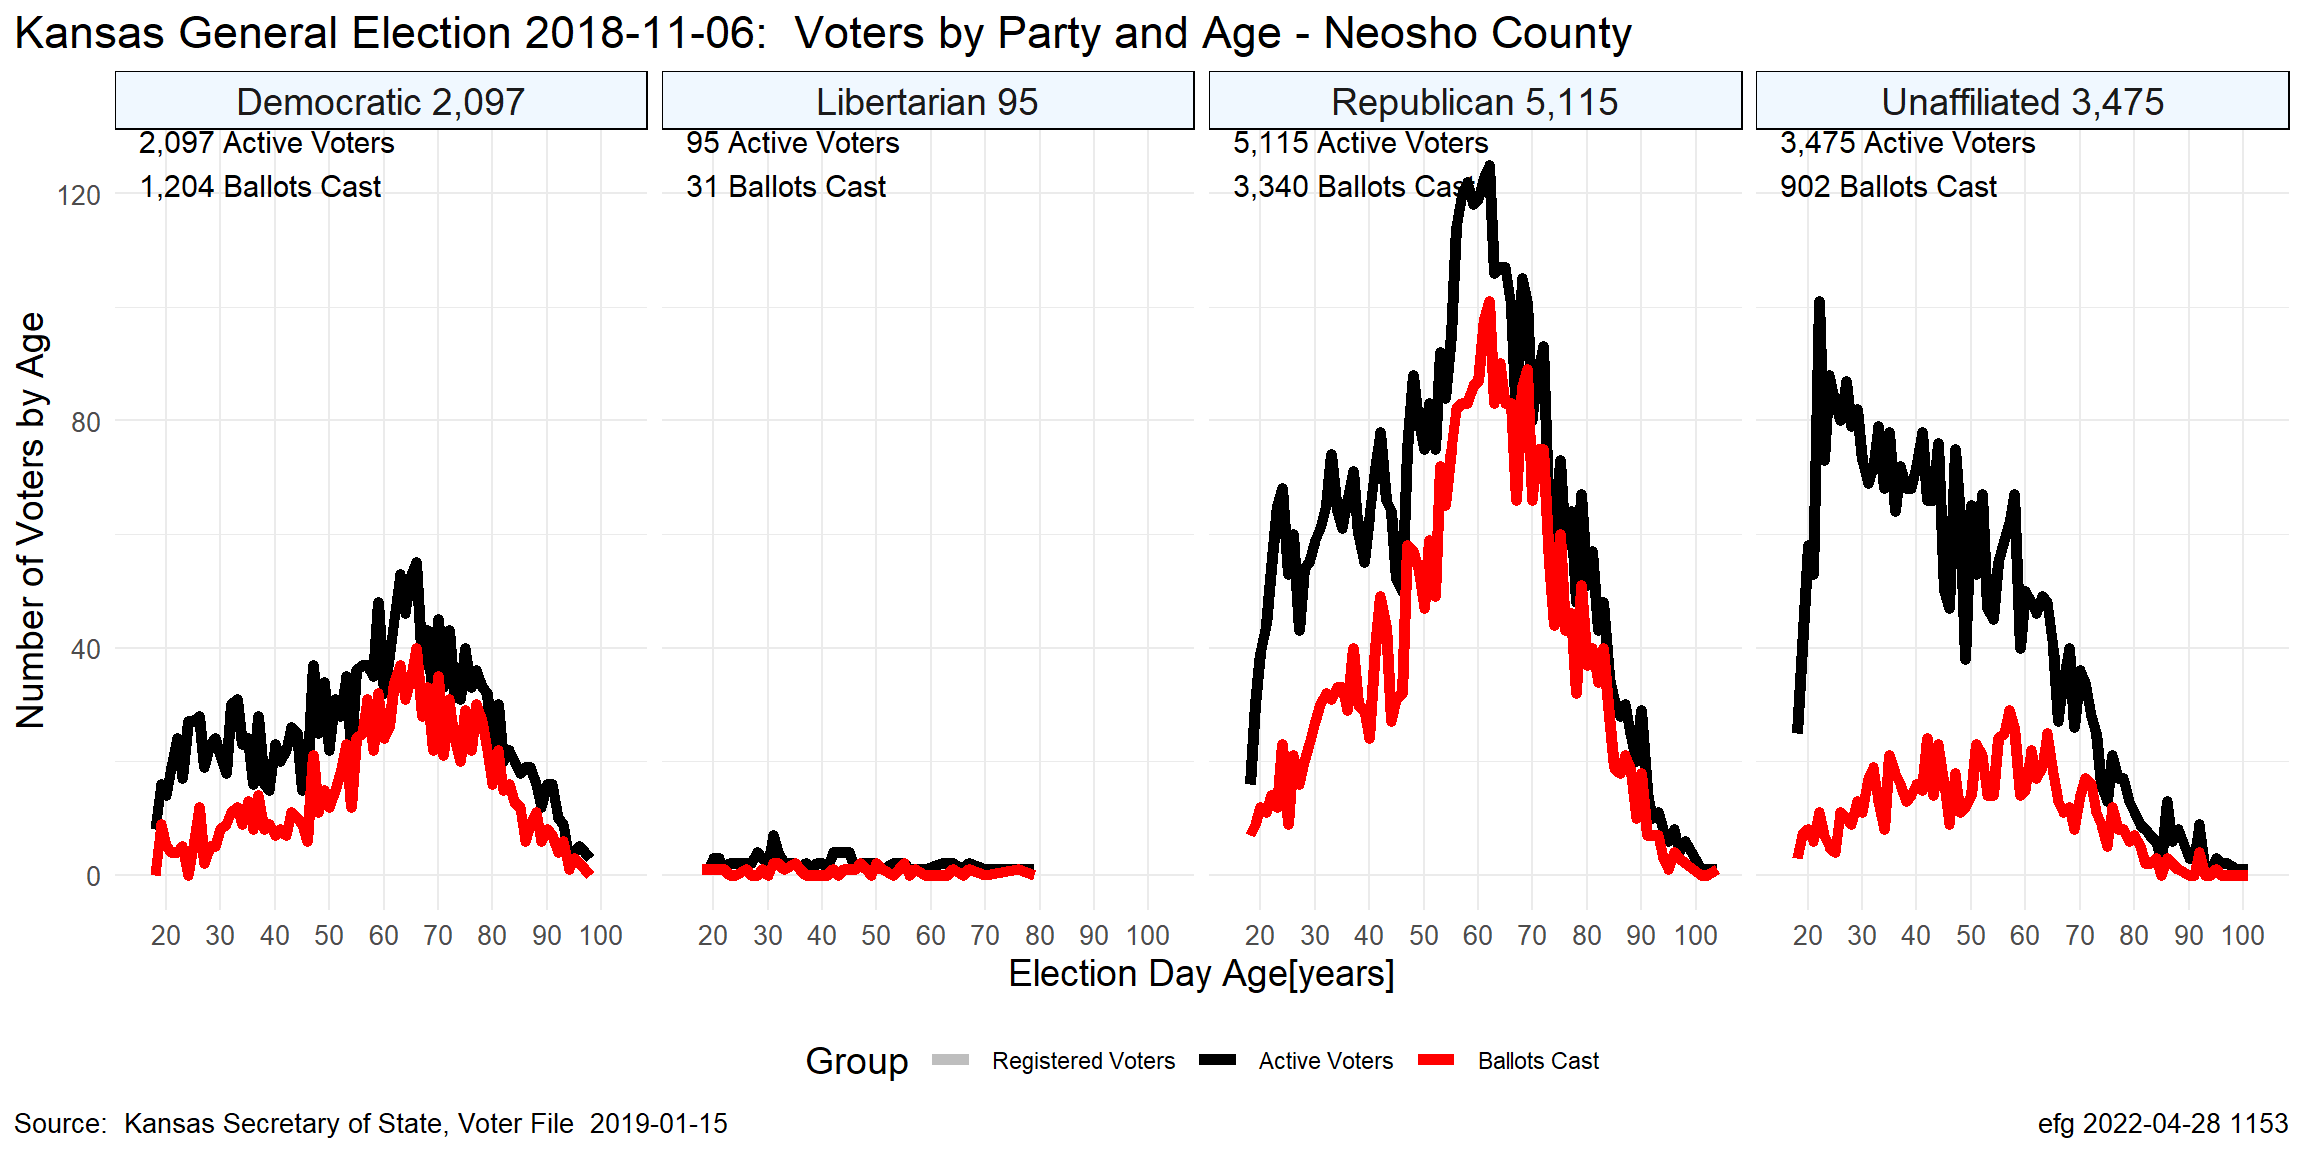 Kansas General Election 2018-11-06:  Voters by Party and Age - Neosho County
Democratic 2,097
Libertarian 95
Republican 5,115
Unaffiliated 3,475
2,097 Active Voters
1,204 Ballots Cast
95 Active Voters
31 Ballots Cast
5,115 Active Voters
3,340 Ballots Cast
3,475 Active Voters
902 Ballots Cast
Number of Voters by Age
120
80
40
0
20 30 40 50 60 70 80 90 100
20 30 40 50 60 70 80 90 100
20 30 40 50 60 70 80 90 100
20 30 40 50 60 70 80 90 100
Election Day Age[years]
Group Registered Voters Active Voters Ballots Cast
Source:  Kansas Secretary of State, Voter File  2019-01-15
efg 2022-04-28 1153